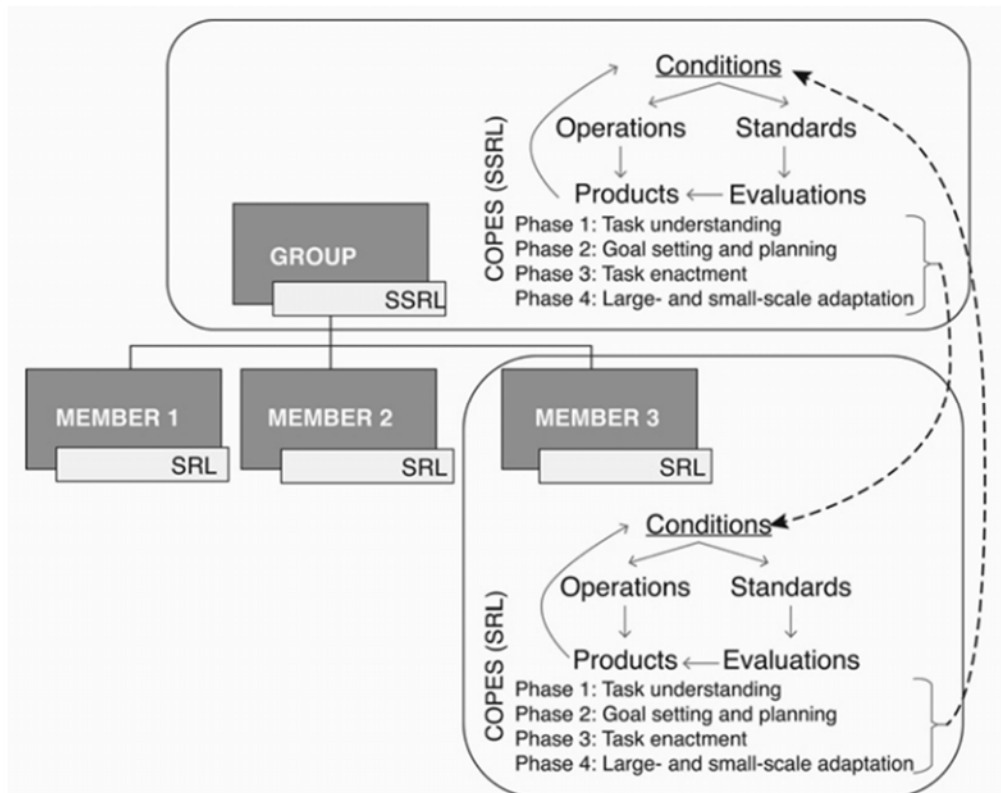 Conditions
Operations Standards
Products Evaluations
COPES (SSRL)
Phase 1: Task understanding
Phase 2: Goal setting and planning
Phase 3: Task enactment
Phase 4: Large- and small-scale adaptation
GROUP
SSRL
MEMBER 1
SRL
MEMBER 2
SRL
MEMBER 3
SRL
Conditions
Operations Standards
Products Evaluations
COPES (SRL)
Phase 1: Task understanding
Phase 2: Goal setting and planning
Phase 3: Task enactment
Phase 4: Large- and small-scale adaptation